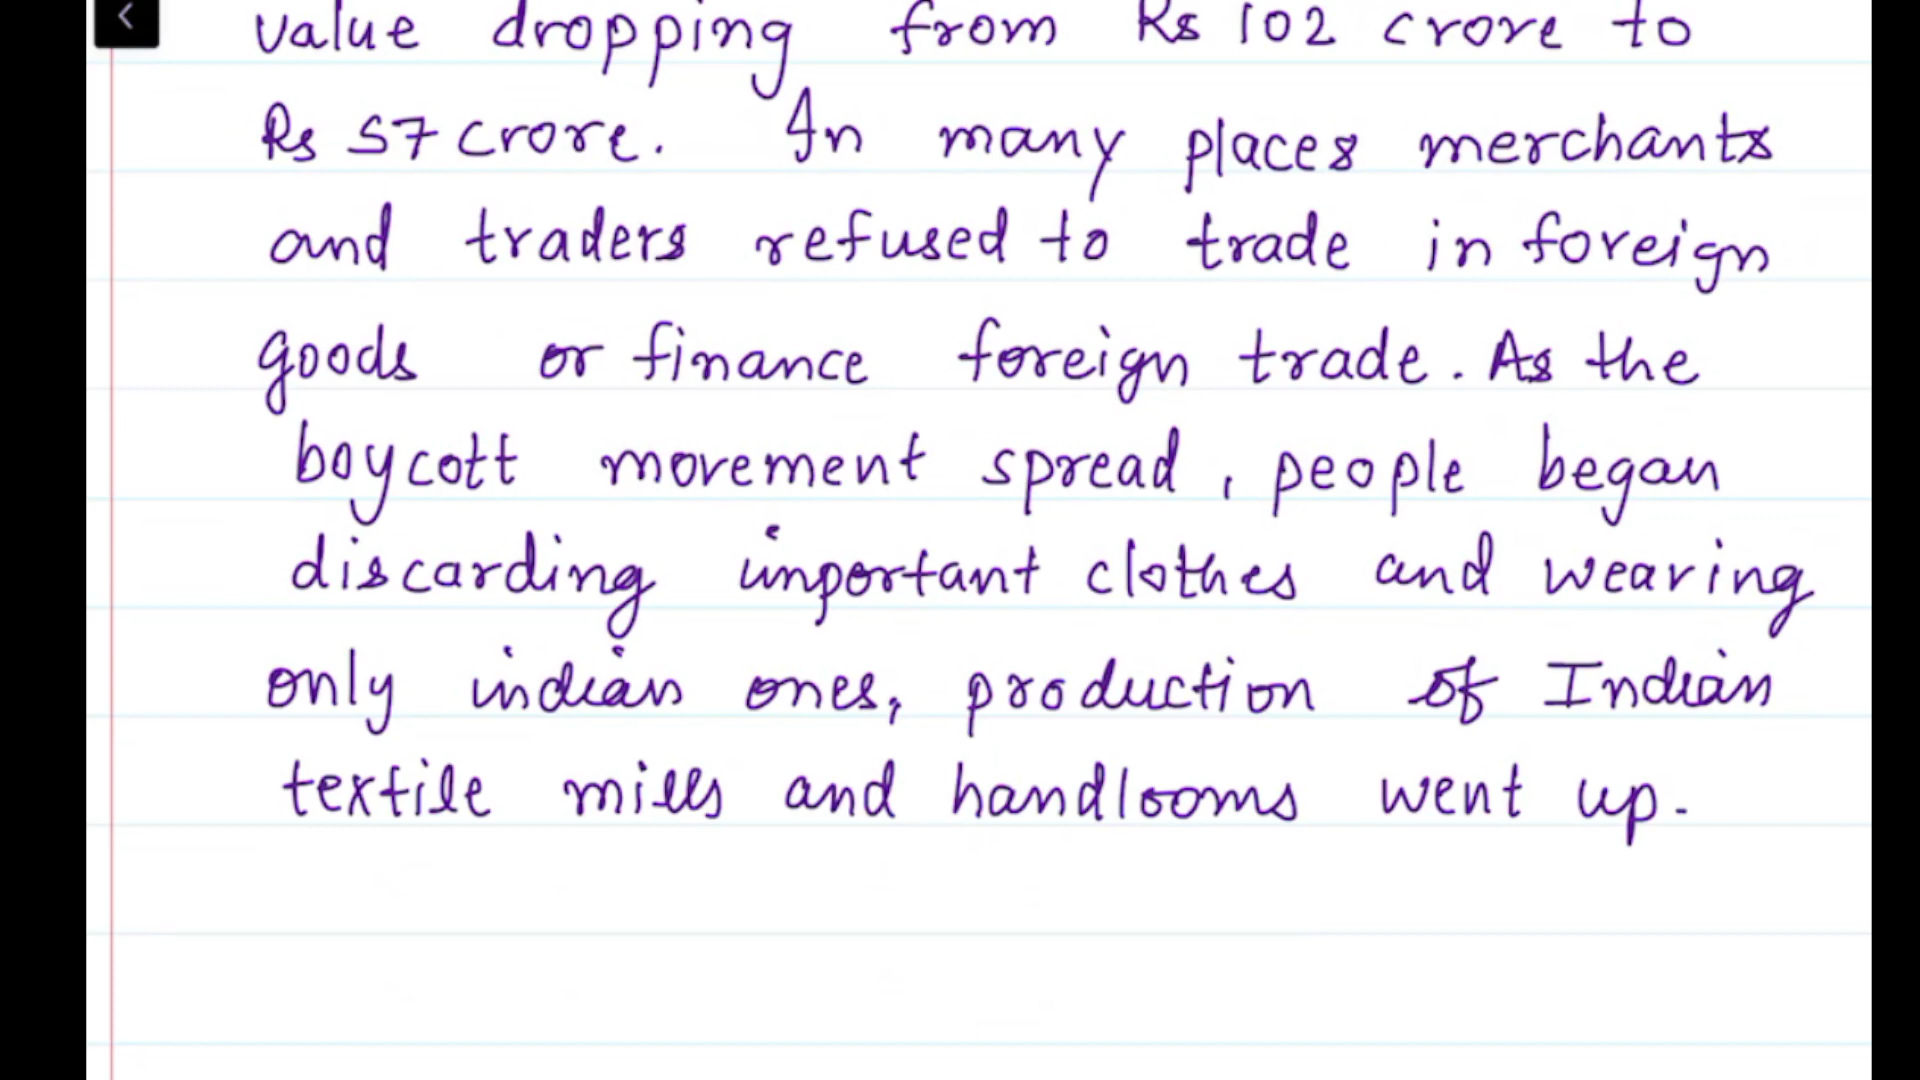 value dropping from Rs 102 crore to
Rs 57 crore. In many places merchants
and traders refused to trade in foreign
goods or finance foreign trade. As the
boycott movement spread, people began
discarding important clothes and wearing
only indian ones, production of Indian
textile mills and handlooms went up.